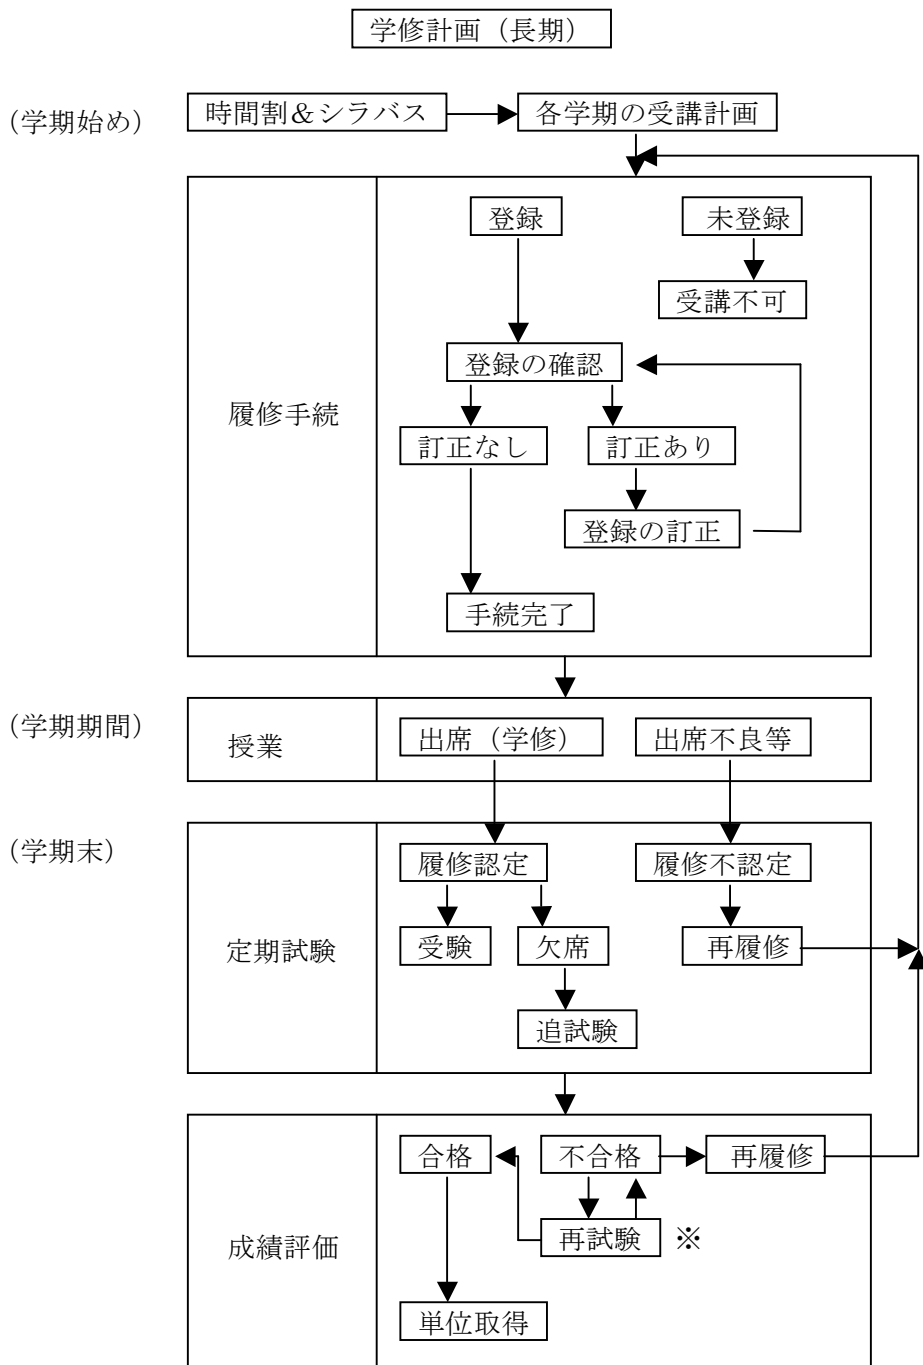 学修計画（長期）
（学期始め）
時間割＆シラバス
各学期の受講計画
登録
未登録
受講不可
登録の確認
履修手続
訂正なし
訂正あり
登録の訂正
手続完了
（学期期間）
授業
出席（学修）
出席不良等
（学期末）
履修認定
履修不認定
定期試験
受験
欠席
再履修
追試験
合格
不合格
再履修
成績評価
再試験
※
単位取得